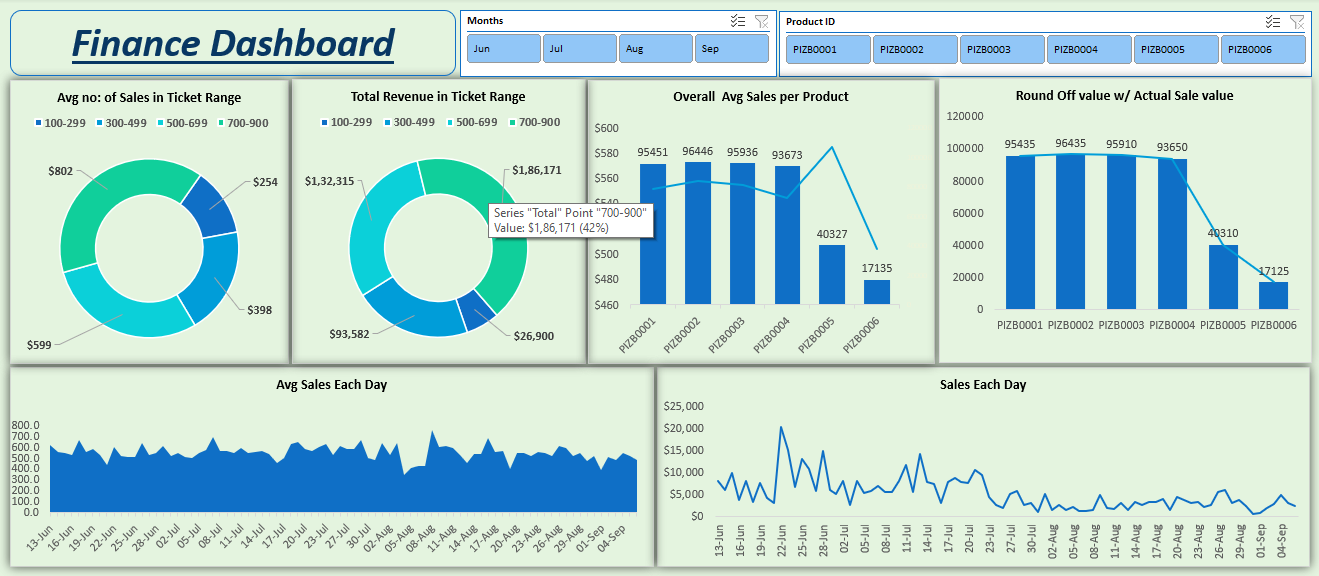 Finance Dashboard
Months
Jun Jul Aug Sep
Product ID
PIZB0001 PIZB0002 PIZB0003 PIZB0004 PIZB0005 PIZB0006
Avg no: of Sales in Ticket Range
100-299 300-499 500-699 700-900
$802
$254
$398
$599
Total Revenue in Ticket Range
100-299 300-499 500-699 700-900
$1,32,315
$1,86,171
$93,582
$26,900
Series "Total" Point "700-900"
Value: $1,86,171 (42%)
Overall Avg Sales per Product
$600
$580
$560
$540
$500
$480
$460
95451 96446 95936 93673 40327 17135
PIZB0001 PIZB0002 PIZB0003 PIZB0004 PIZB0005 PIZB0006
Round Off value w/ Actual Sale value
120000
100000
80000
60000
40000
20000
0
95435 96435 95910 93650 40310 17125
PIZB0001 PIZB0002 PIZB0003 PIZB0004 PIZB0005 PIZB0006
Avg Sales Each Day
800.0
700.0
600.0
500.0
400.0
300.0
200.0
100.0
0.0
13-Jun 16-Jun 19-Jun 22-Jun 25-Jun 28-Jun 02-Jul 05-Jul 08-Jul 11-Jul 14-Jul 17-Jul 20-Jul 23-Jul 27-Jul 30-Jul 02-Aug 05-Aug 08-Aug 11-Aug 14-Aug 17-Aug 20-Aug 23-Aug 26-Aug 29-Aug 01-Sep 04-Sep
Sales Each Day
$25,000
$20,000
$15,000
$10,000
$5,000
$0
13-Jun 16-Jun 19-Jun 22-Jun 25-Jun 28-Jun 02-Jul 05-Jul 08-Jul 11-Jul 14-Jul 17-Jul 20-Jul 23-Jul 27-Jul 30-Jul 02-Aug 05-Aug 08-Aug 11-Aug 14-Aug 17-Aug 20-Aug 23-Aug 26-Aug 29-Aug 01-Sep 04-Sep